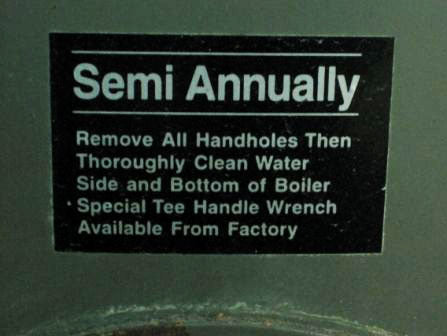 Semi Annually
Remove All Handholes Then
Thoroughly Clean Water
Side and Bottom of Boiler
Special Tee Handle Wrench
Available From Factory